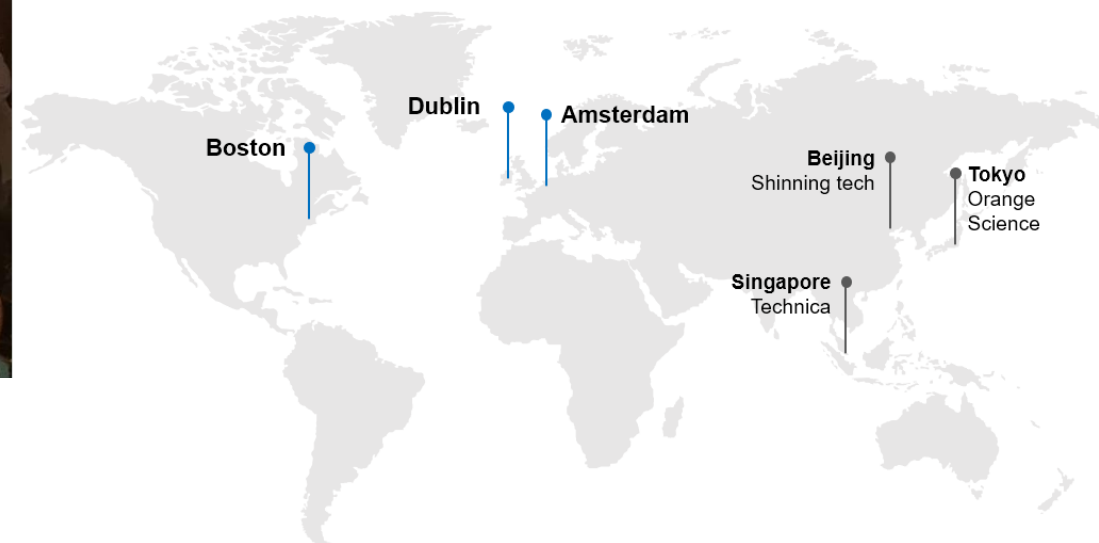 Dublin
Amsterdam
Boston
Beijing
Shinning tech
Tokyo
Orange
Science
Singapore
Technica